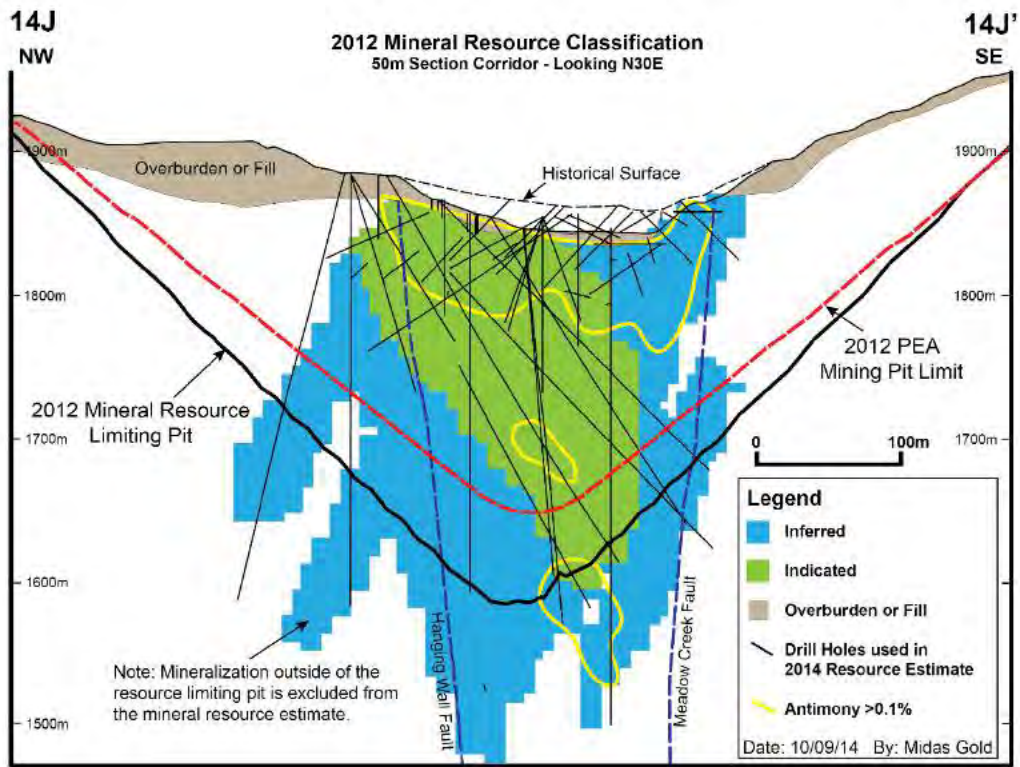 14J
NW
14J'
SE
2012 Mineral Resource Classification
50m Section Corridor - Looking N30E
1900m
1900m
Overburden or Fill
Historical Surface
1800m
1800m
2012 PEA
Mining Pit Limit
2012 Mineral Resource
Limiting Pit
1700m
1700m
0
100m
Legend
Inferred
Indicated
Overburden or Fill
Drill Holes used in
2014 Resource Estimate
Antimony >0.1%
Date: 10/09/14 By: Midas Gold
1600m
Hanging Wall Fault
Meadow Creek Fault
Note: Mineralization outside of the
resource limiting pit is excluded from
the mineral resource estimate.
1500m